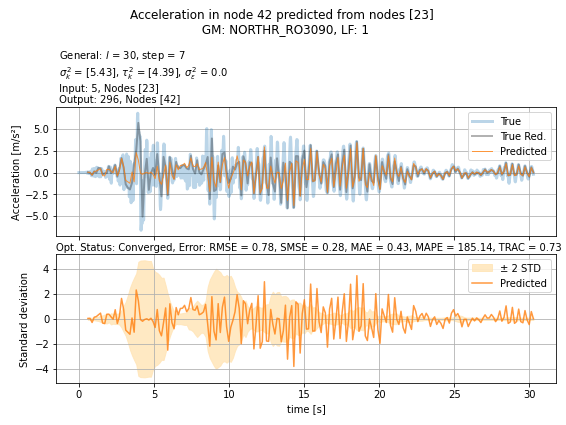 Acceleration in node 42 predicted from nodes [23]
GM: NORTHR_RO3090, LF: 1
General: l = 30, step = 7
σ²ₖ = [5.43], τ²ₖ = [4.39], σ²ε = 0.0
Input: 5, Nodes [23]
Output: 296, Nodes [42]
Acceleration [m/s²]
5.0
2.5
0.0
−2.5
−5.0
True
True Red.
Predicted
Opt. Status: Converged, Error: RMSE = 0.78, SMSE = 0.28, MAE = 0.43, MAPE = 185.14, TRAC = 0.73
Standard deviation
4
2
0
−2
−4
± 2 STD
Predicted
0
5
10
15
20
25
30
time [s]